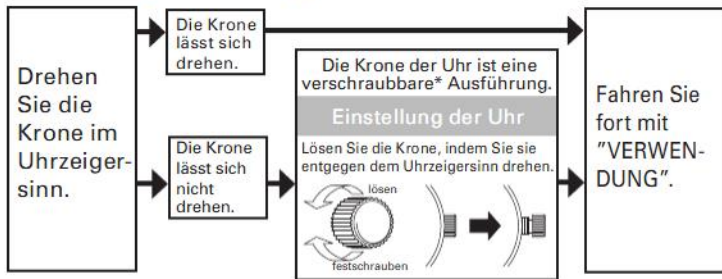 Drehen
Sie die
Krone im
Uhrzeiger-
sinn.
Die Krone
lässt sich
drehen.
Die Krone
lässt sich
nicht
drehen.
Die Krone der Uhr ist eine
verschraubbare* Ausführung.
Einstellung der Uhr
Lösen Sie die Krone, indem Sie sie
entgegen dem Uhrzeigersinn drehen.
lösen
festschrauben
Fahren Sie
fort mit
"VERWEN-
DUNG".